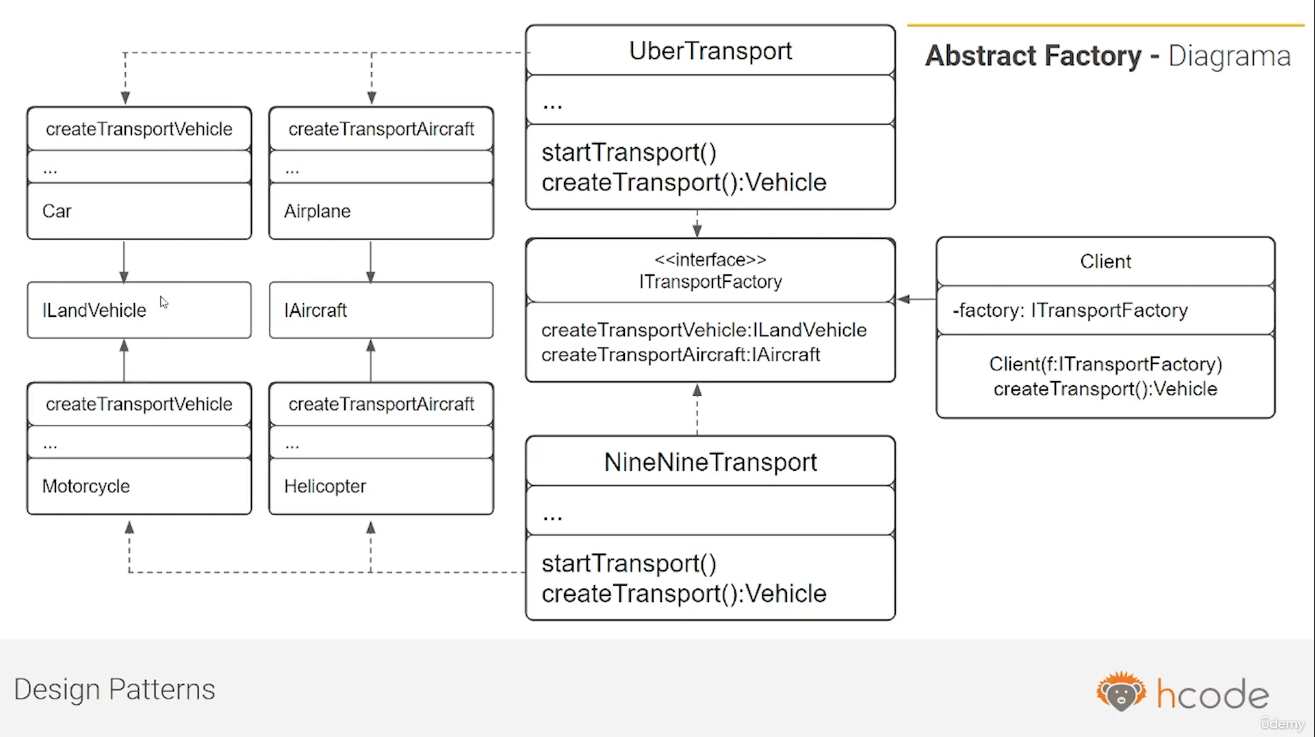 Abstract Factory - Diagrama
UberTransport
...
startTransport()
createTransport():Vehicle
createTransportVehicle
...
Car
createTransportAircraft
...
Airplane
ILandVehicle
IAircraft
<<interface>>
ITransportFactory
createTransportVehicle:ILandVehicle
createTransportAircraft:IAircraft
Client
-factory: ITransportFactory
Client(f:ITransportFactory)
createTransport():Vehicle
createTransportVehicle
...
Motorcycle
createTransportAircraft
...
Helicopter
NineNineTransport
...
startTransport()
createTransport():Vehicle
Design Patterns
hcode
ûdemy